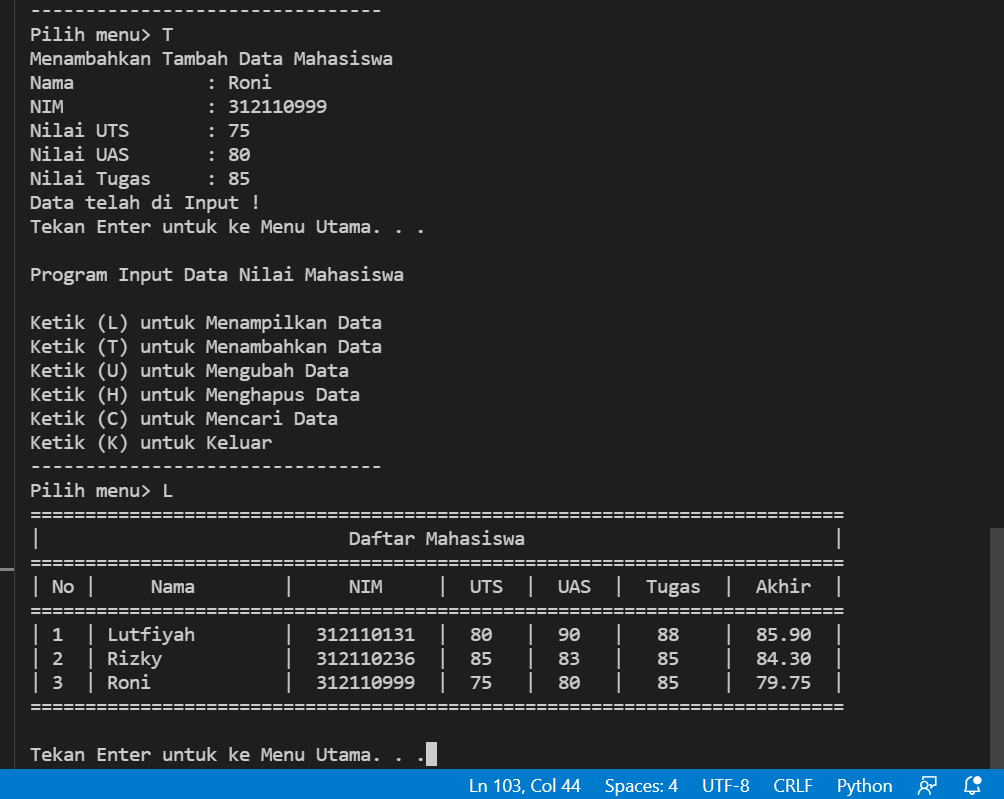 --------------------------------
Pilih menu> T
Menambahkan Tambah Data Mahasiswa
Nama            : Roni
NIM             : 312110999
Nilai UTS       : 75
Nilai UAS       : 80
Nilai Tugas     : 85
Data telah di Input !
Tekan Enter untuk ke Menu Utama. . .
Program Input Data Nilai Mahasiswa
Ketik (L) untuk Menampilkan Data
Ketik (T) untuk Menambahkan Data
Ketik (U) untuk Mengubah Data
Ketik (H) untuk Menghapus Data
Ketik (C) untuk Mencari Data
Ketik (K) untuk Keluar
--------------------------------
Pilih menu> L
==========================================================================
|                            Daftar Mahasiswa                            |
==========================================================================
| No |     Nama        |     NIM     |  UTS  |  UAS  |  Tugas  |  Akhir  |
==========================================================================
| 1  | Lutfiyah        |  312110131  |  80   |  90   |   88    |  85.90  |
| 2  | Rizky           |  312110236  |  85   |  83   |   85    |  84.30  |
| 3  | Roni            |  312110999  |  75   |  80   |   85    |  79.75  |
==========================================================================
Tekan Enter untuk ke Menu Utama. . .
Ln 103, Col 44 Spaces: 4 UTF-8 CRLF Python